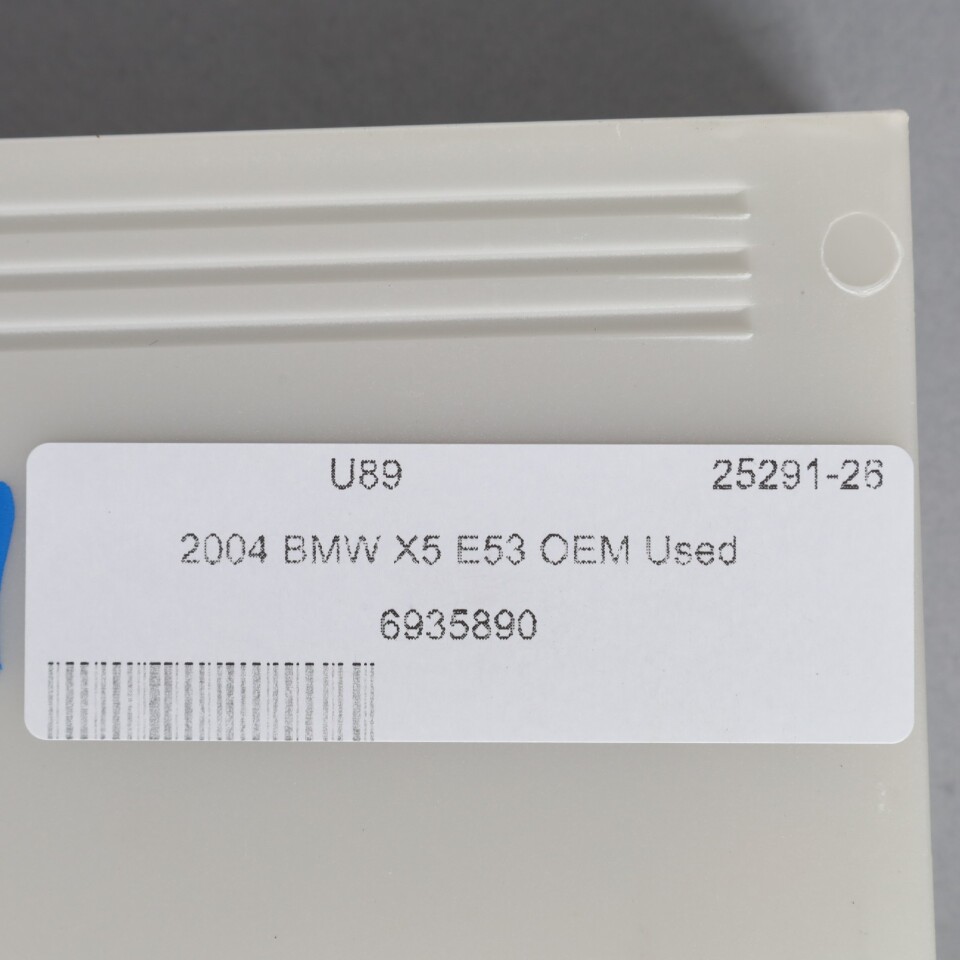 U89 25291-26
2004 BMW X5 E53 OEM Used
6935890